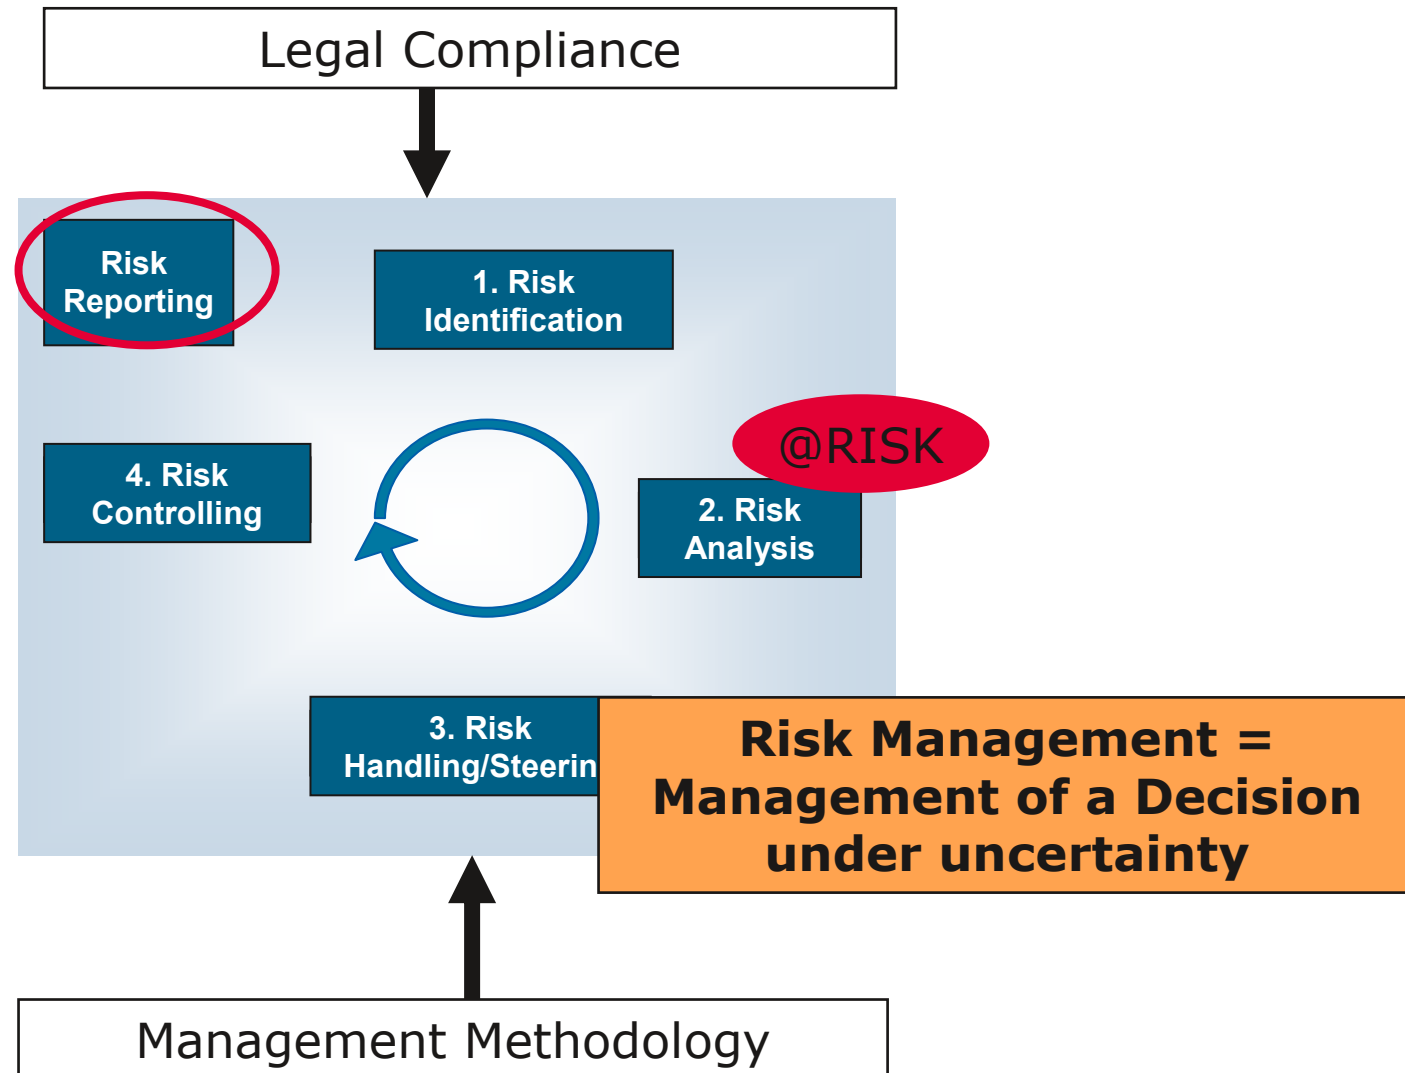 Legal Compliance
Risk
Reporting
1. Risk
Identification
@RISK
4. Risk
Controlling
2. Risk
Analysis
3. Risk
Handling/Steerin
Risk Management =
Management of a Decision
under uncertainty
Management Methodology